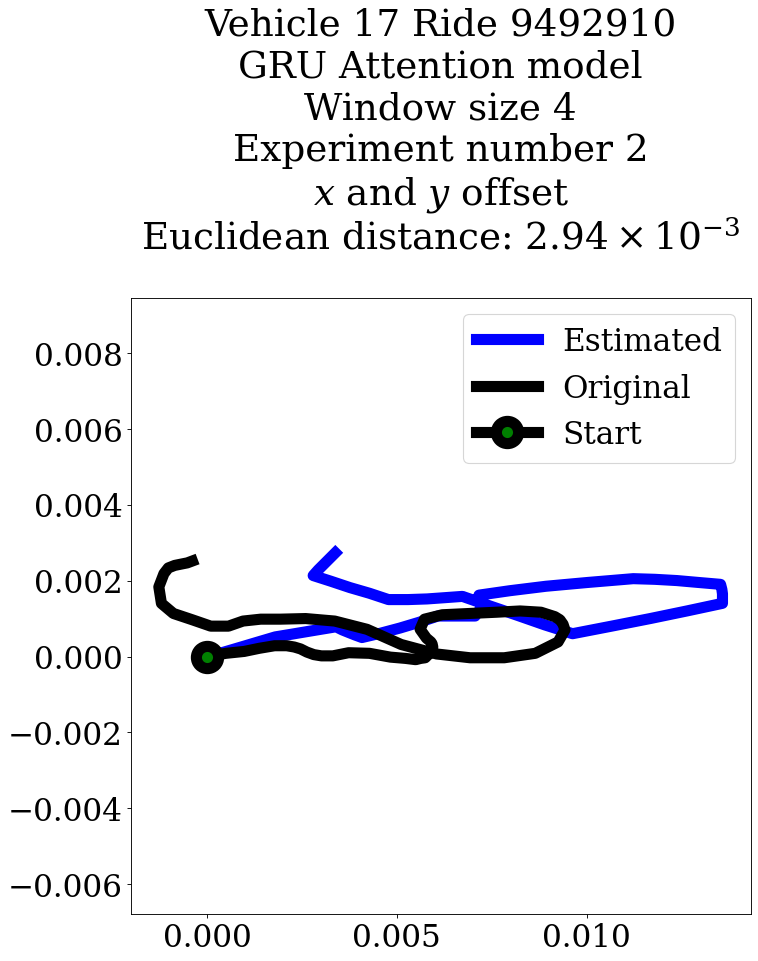 Vehicle 17 Ride 9492910
GRU Attention model
Window size 4
Experiment number 2
x and y offset
Euclidean distance: 2.94 × 10⁻³
Estimated
Original
Start
0.008
0.006
0.004
0.002
0.000
−0.002
−0.004
−0.006
0.000 0.005 0.010